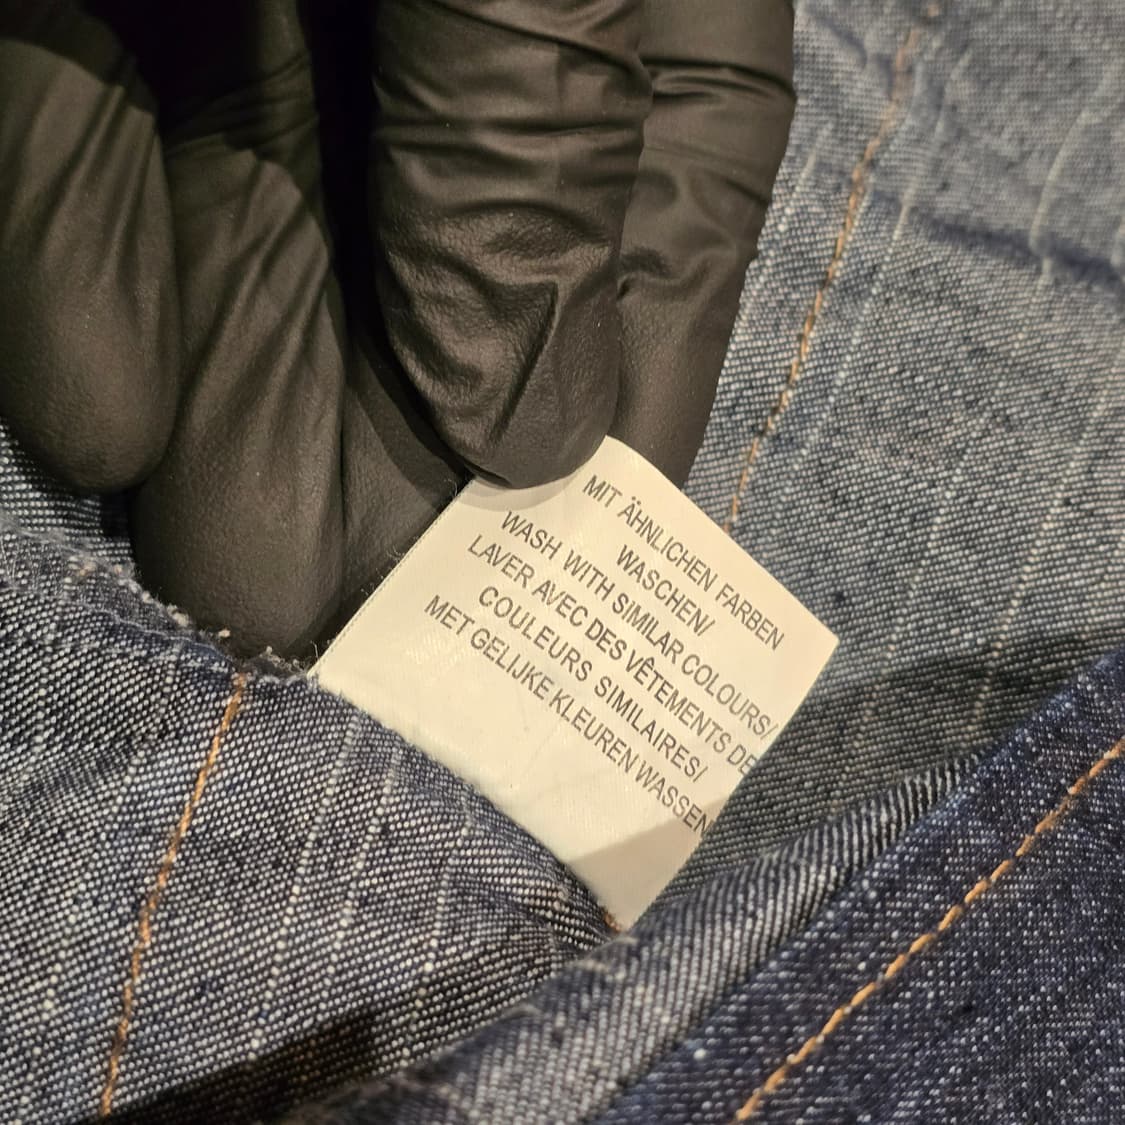 MIT ÄHNLICHEN FARBEN
WASCHEN/
WASH WITH SIMILAR COLOURS/
LAVER AVEC DES VÊTEMENTS DE
COULEURS SIMILAIRES/
MET GELIJKE KLEUREN WASSEN